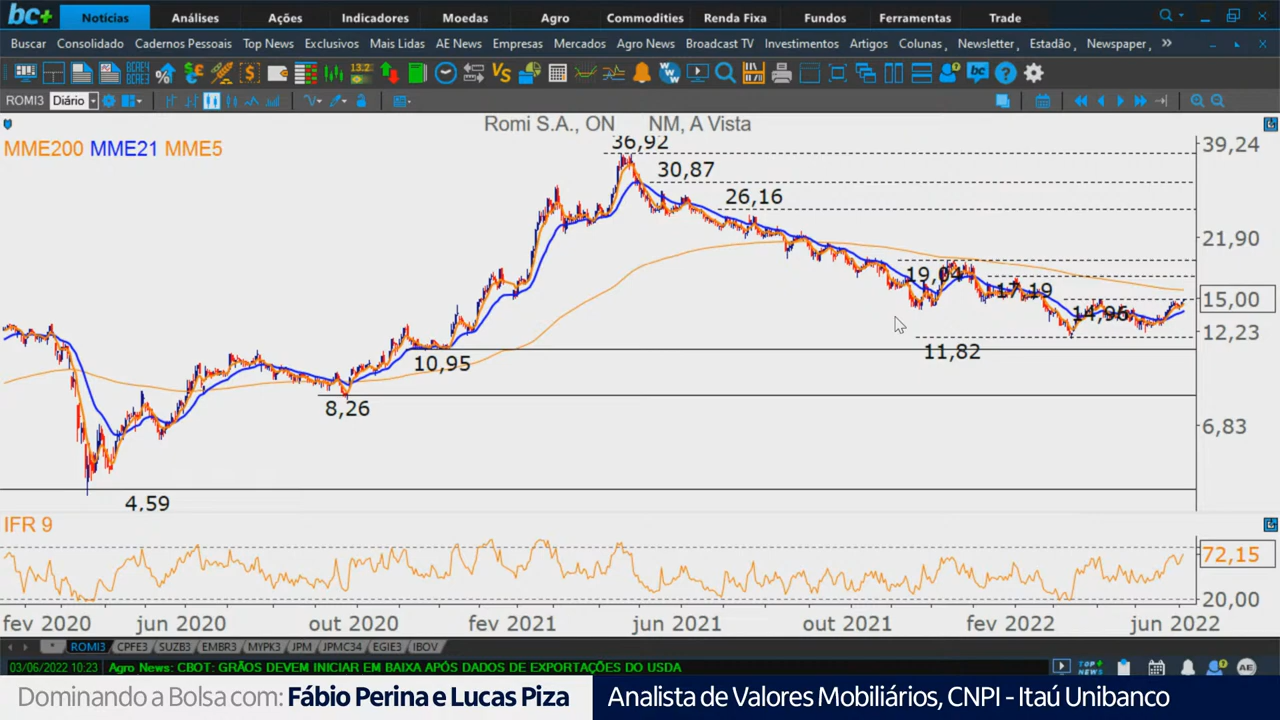 bc+ Notícias Análises Ações Indicadores Moedas Agro Commodities Renda Fixa Fundos Ferramentas Trade
Buscar Consolidado Cadernos Pessoais Top News Exclusivos Mais Lidas AE News Empresas Mercados Agro News Broadcast TV Investimentos Artigos Colunas Newsletter Estadão Newspaper
ROMI3 Diário
Romi S.A., ON NM, A Vista
MME200 MME21 MME5
36,92
39,24
30,87
26,16
21,90
19,04
17,19
15,00
14,96
12,23
11,82
10,95
8,26
6,83
4,59
IFR 9
72,15
20,00
fev 2020 jun 2020 out 2020 fev 2021 jun 2021 out 2021 fev 2022 jun 2022
* ROMI3 CPFE3 SUZB3 EMBR3 MYPK3 JPM JPMC34 EGIE3 IBOV
03/06/2022 10:23 Agro News: CBOT: GRÃOS DEVEM INICIAR EM BAIXA APÓS DADOS DE EXPORTAÇÕES DO USDA
TOP+ NEWS AE
Dominando a Bolsa com: Fábio Perina e Lucas Piza Analista de Valores Mobiliários, CNPI - Itaú Unibanco